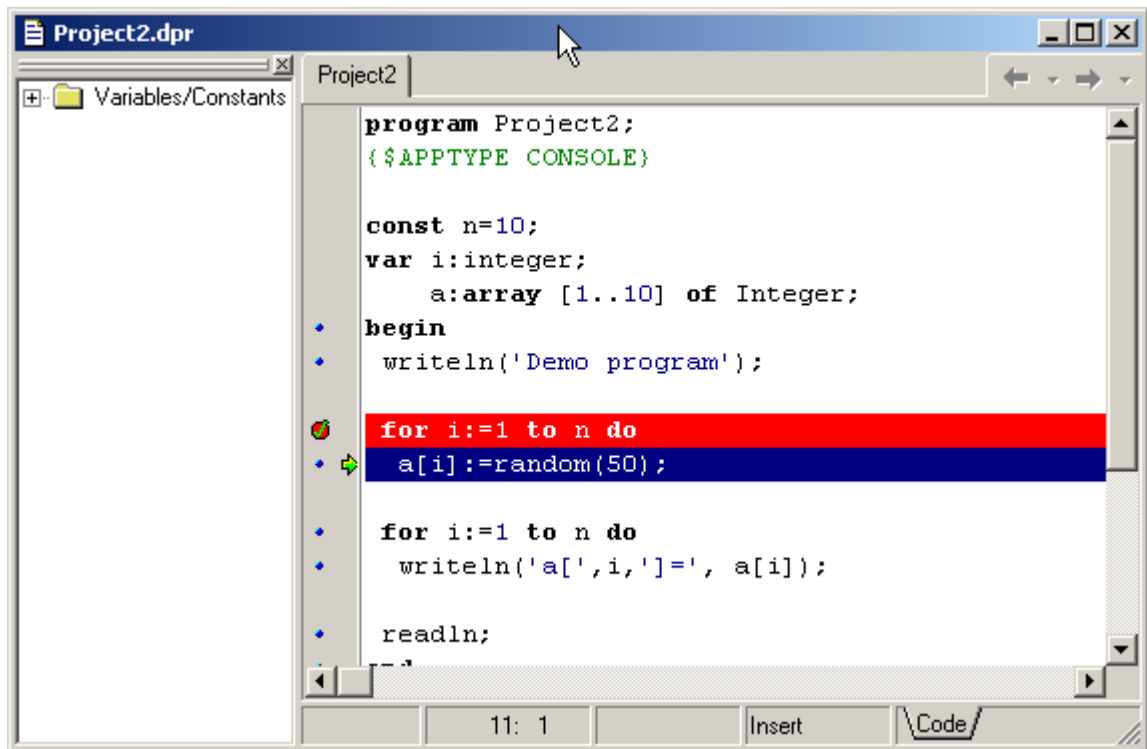 Project2.dpr
Variables/Constants
Project2
program Project2;
{$APPTYPE CONSOLE}
const n=10;
var i:integer;
a:array [1..10] of Integer;
begin
writeln('Demo program');
for i:=1 to n do
a[i]:=random(50);
for i:=1 to n do
writeln('a[',i,']=', a[i]);
readln;
11: 1
Insert
\Code/